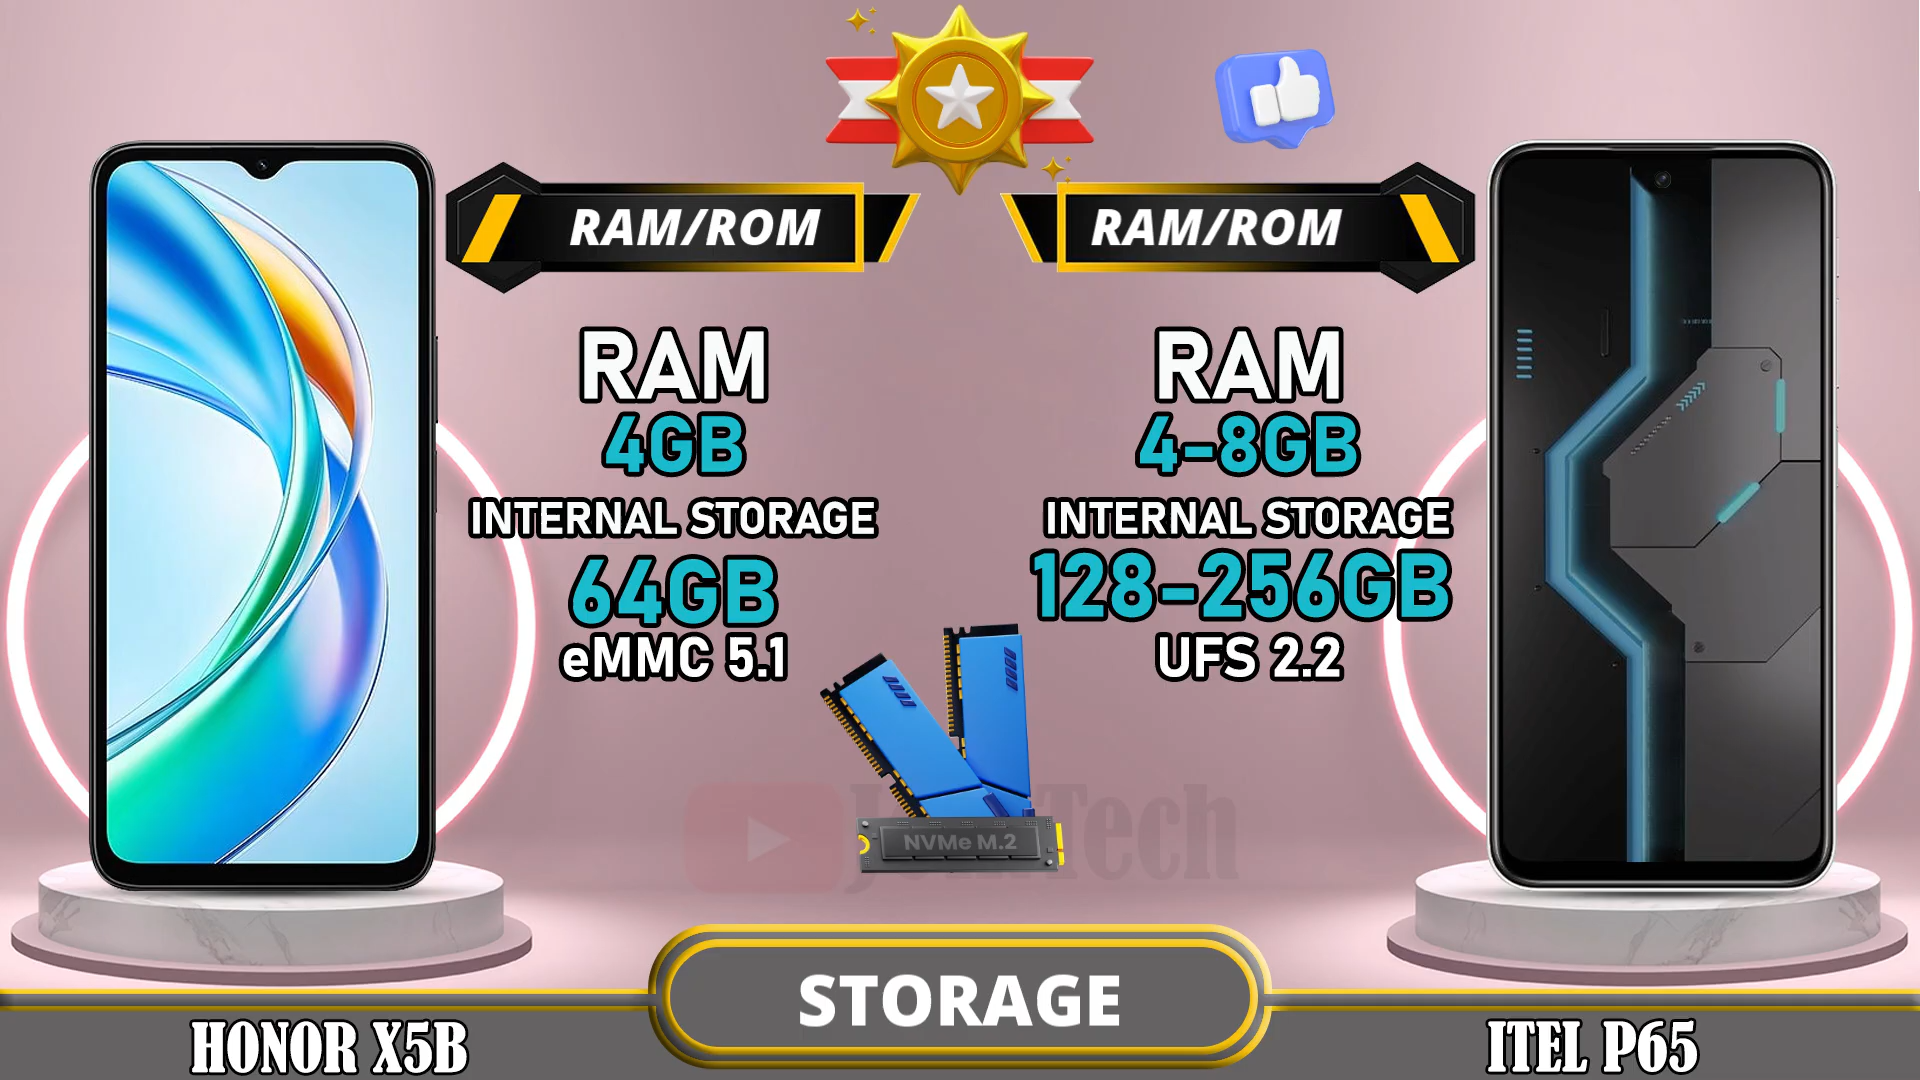 RAM/ROM
RAM/ROM
RAM
4GB
INTERNAL STORAGE
64GB
eMMC 5.1
RAM
4-8GB
INTERNAL STORAGE
128-256GB
UFS 2.2
NVMe M.2
Tech
STORAGE
HONOR X5B
ITEL P65